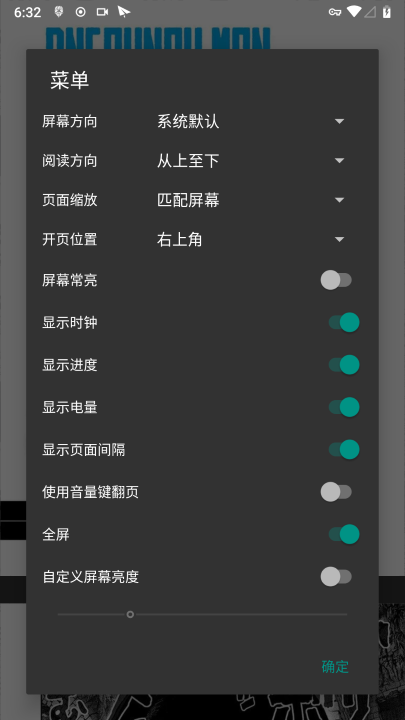 6:32
ONEPUNCH MAN
菜单
屏幕方向 系统默认
阅读方向 从上至下
页面缩放 匹配屏幕
开页位置 右上角
屏幕常亮
显示时钟
显示进度
显示电量
显示页面间隔
使用音量键翻页
全屏
自定义屏幕亮度
确定